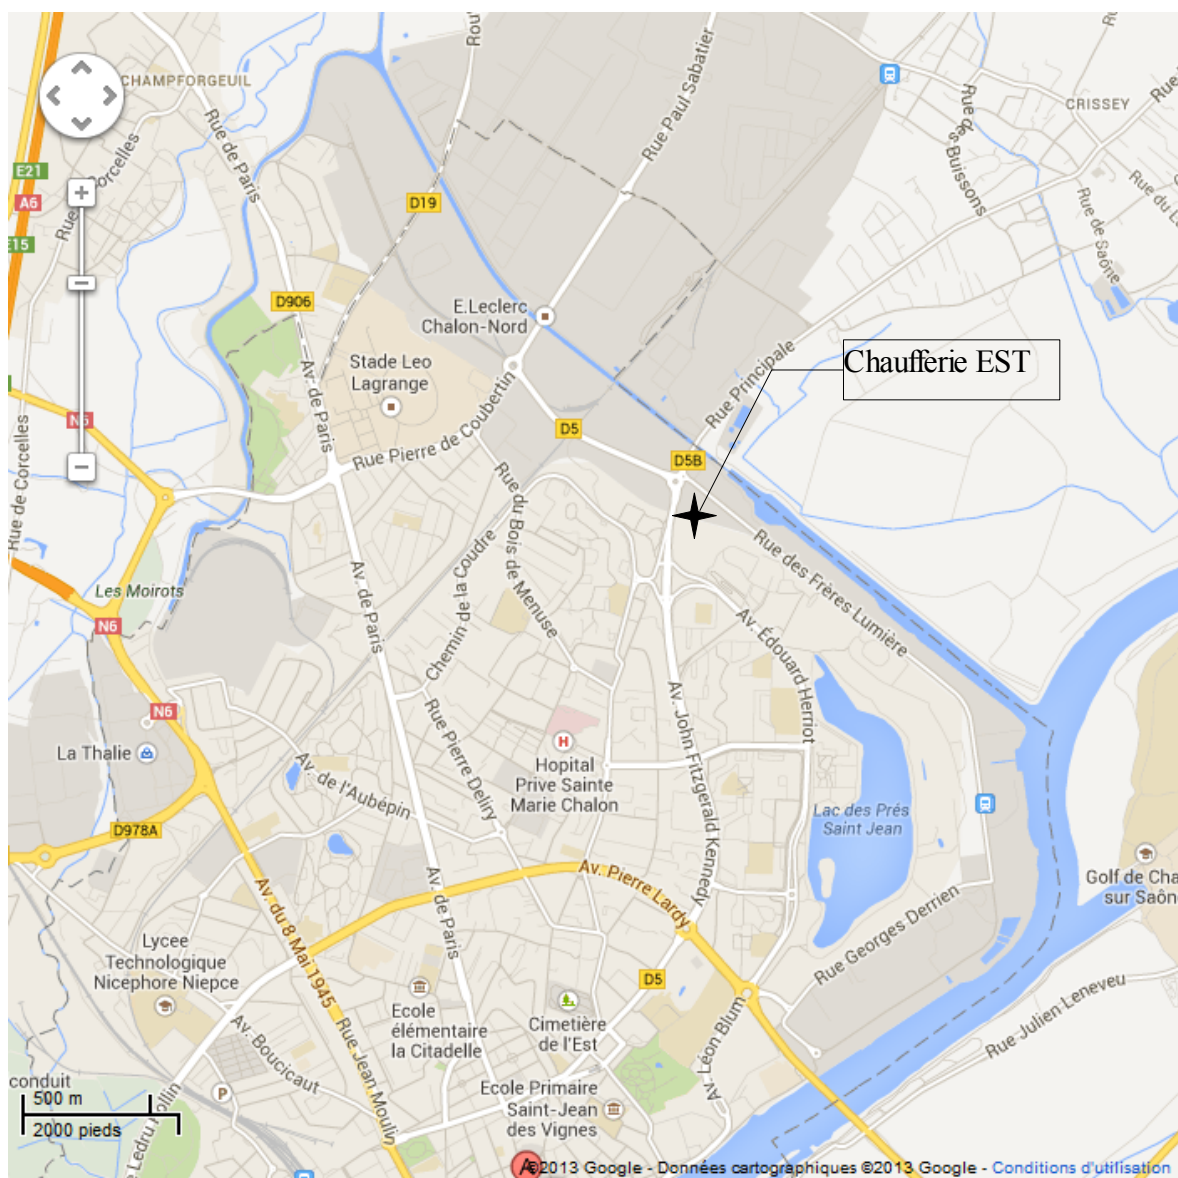 CHAMPFORGEUIL
Rue de Paris
Rue Paul Sabatier
CRISSEY
Rue des Buissons
Rue de Saône
E21
A6
E15
D19
D906
E.Leclerc
Chalon-Nord
Stade Leo
Lagrange
Av. de Paris
Rue Pierre de Coubertin
Rue Principale
Chaufferie EST
N6
D5
D5B
Rue de Corcelles
Rue du Bois de Menuse
Chemin de la Coudre
Rue des Frères Lumière
Les Moirots
N6
Av. de Paris
Av. Édouard Herriot
N6
La Thalie
Rue Pierre Deliry
Av. John Fitzgerald Kennedy
Hopital
Prive Sainte
Marie Chalon
Av. de l'Aubépin
Lac des Prés
Saint Jean
D978A
Av. Pierre Lardy
Av. de Paris
Av. du 8 Mai 1945
Golf de Cha
sur Saôn
Rue Georges Derrien
Lycee
Technologique
Nicephore Niepce
D5
Ecole
élémentaire
la Citadelle
Cimetière
de l'Est
Av. Léon Blum
Rue Julien Leneveu
Av. Boucicaut
Rue Jean Moulin
P
H
conduit
500 m
2000 pieds
Ecole Primaire
Saint-Jean
des Vignes
A
©2013 Google - Données cartographiques ©2013 Google - Conditions d'utilisation